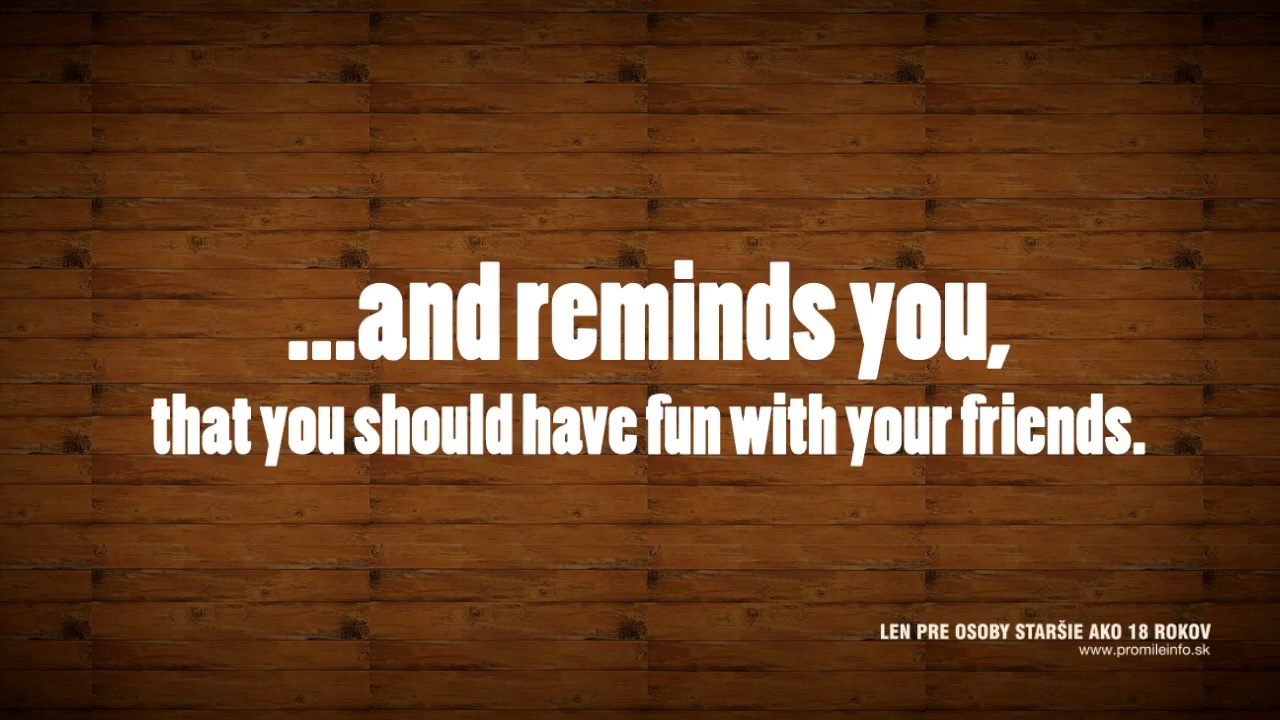 ...and reminds you,
that you should have fun with your friends.
LEN PRE OSOBY STARŠIE AKO 18 ROKOV
www.promileinfo.sk